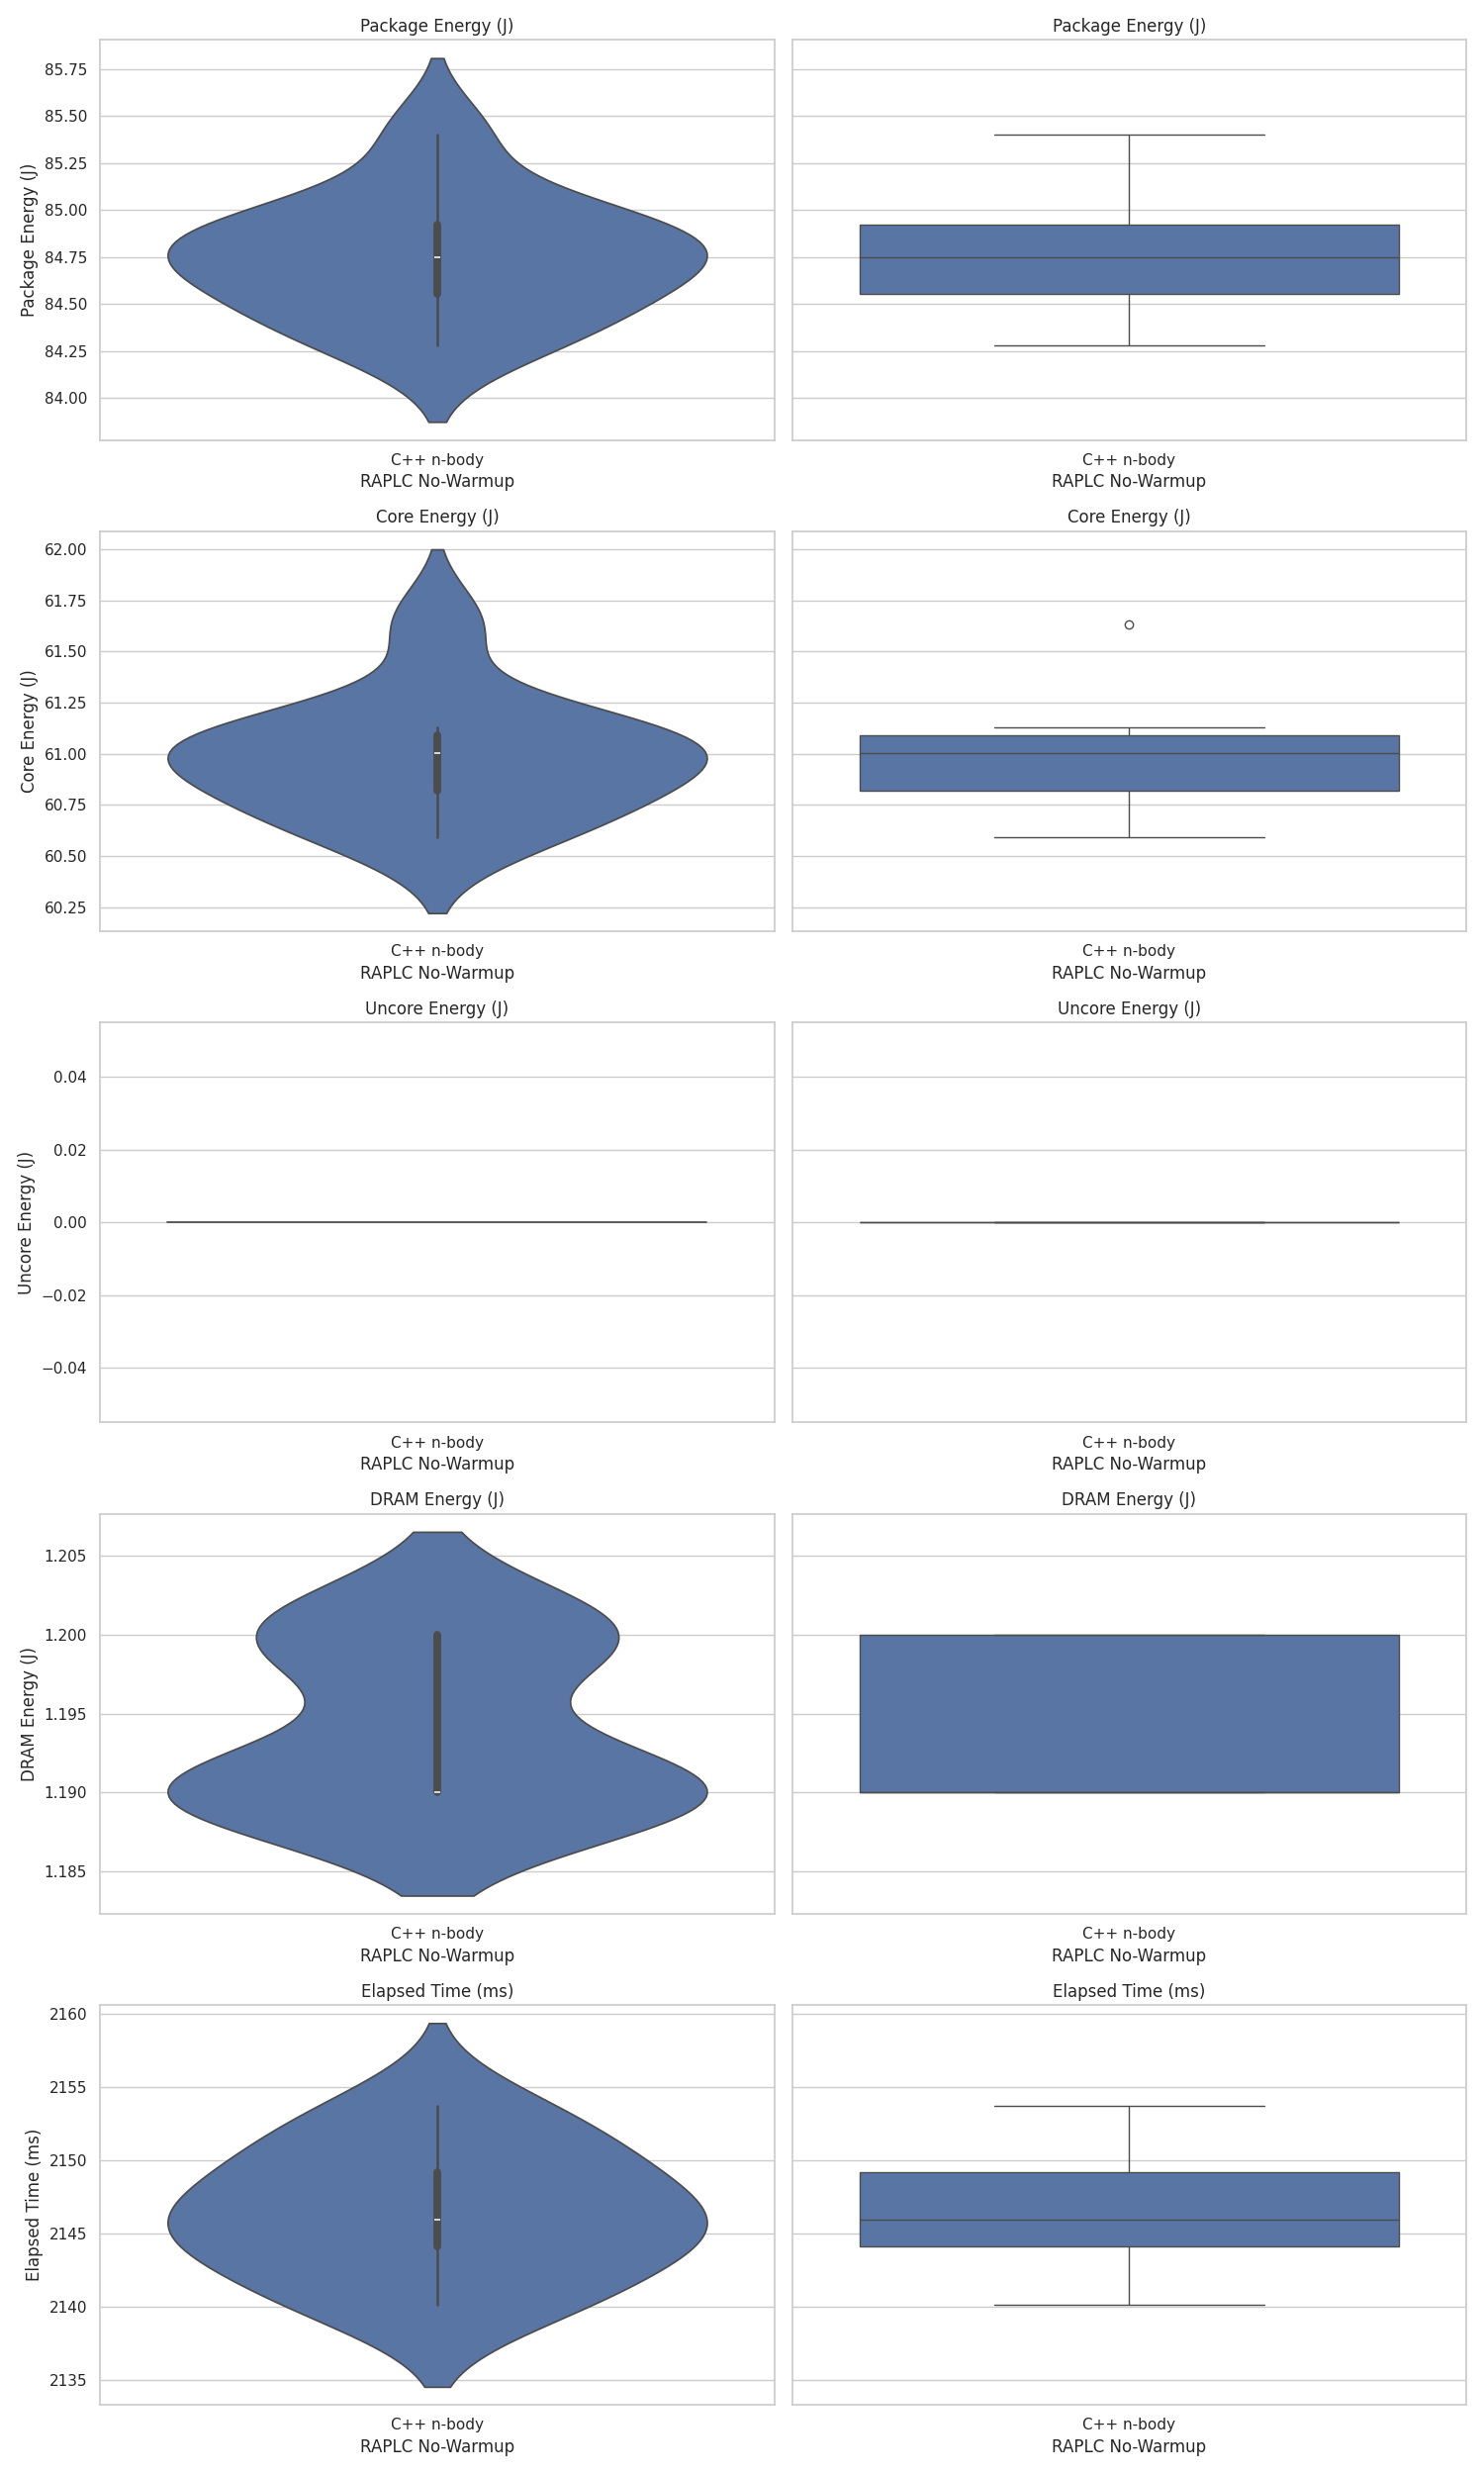 Package Energy (J)
Package Energy (J)
Package Energy (J)
85.75
85.50
85.25
85.00
84.75
84.50
84.25
84.00
C++ n-body
RAPLC No-Warmup
C++ n-body
RAPLC No-Warmup
Core Energy (J)
Core Energy (J)
Core Energy (J)
62.00
61.75
61.50
61.25
61.00
60.75
60.50
60.25
C++ n-body
RAPLC No-Warmup
C++ n-body
RAPLC No-Warmup
Uncore Energy (J)
Uncore Energy (J)
Uncore Energy (J)
0.04
0.02
0.00
−0.02
−0.04
C++ n-body
RAPLC No-Warmup
C++ n-body
RAPLC No-Warmup
DRAM Energy (J)
DRAM Energy (J)
DRAM Energy (J)
1.205
1.200
1.195
1.190
1.185
C++ n-body
RAPLC No-Warmup
C++ n-body
RAPLC No-Warmup
Elapsed Time (ms)
Elapsed Time (ms)
Elapsed Time (ms)
2160
2155
2150
2145
2140
2135
C++ n-body
RAPLC No-Warmup
C++ n-body
RAPLC No-Warmup